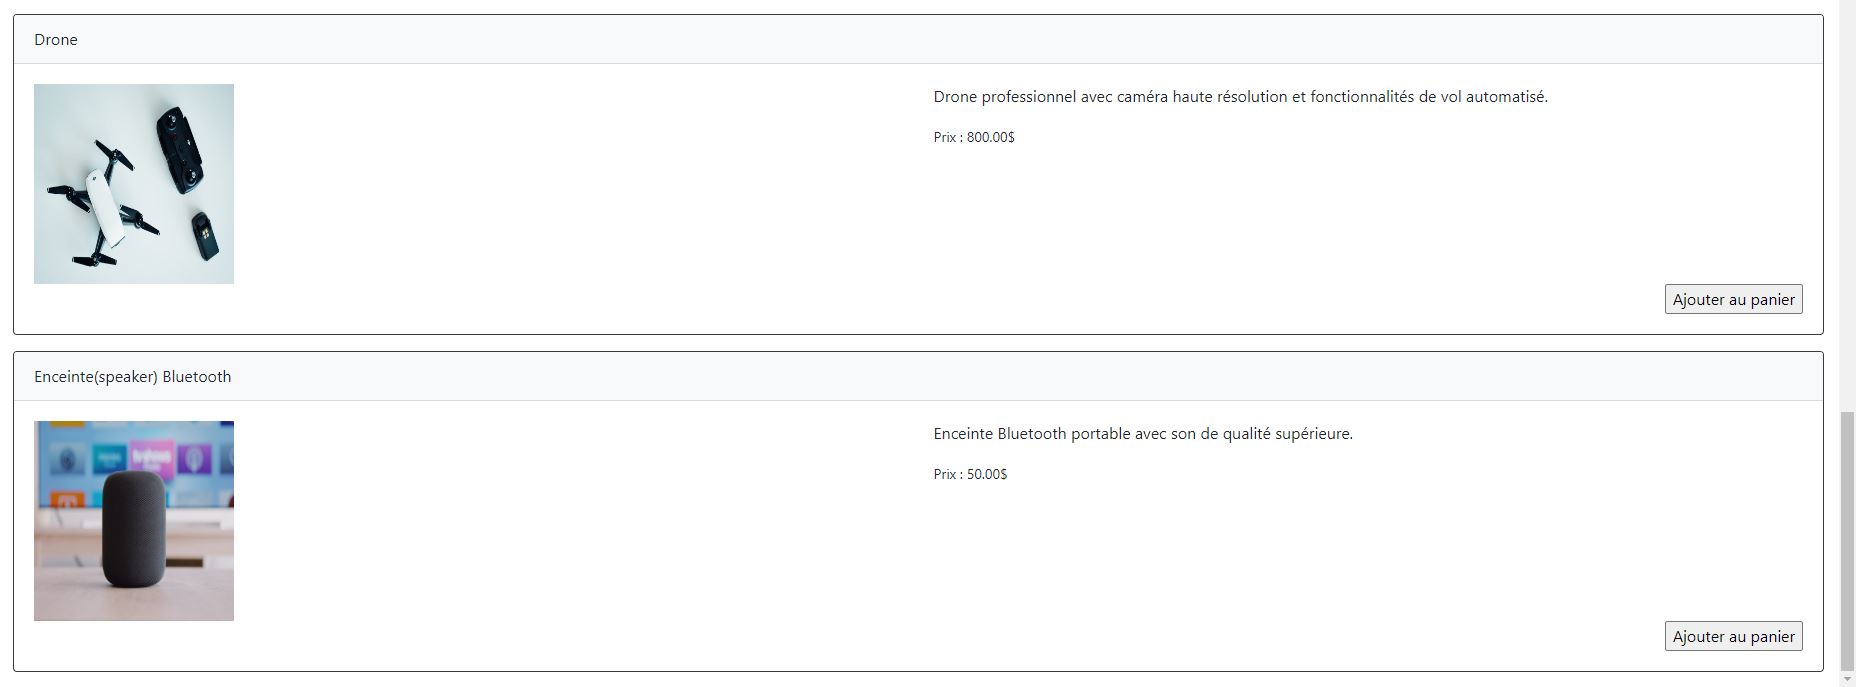 Drone
Drone professionnel avec caméra haute résolution et fonctionnalités de vol automatisé.
Prix : 800.00$
Ajouter au panier
Enceinte(speaker) Bluetooth
Enceinte Bluetooth portable avec son de qualité supérieure.
Prix : 50.00$
Ajouter au panier